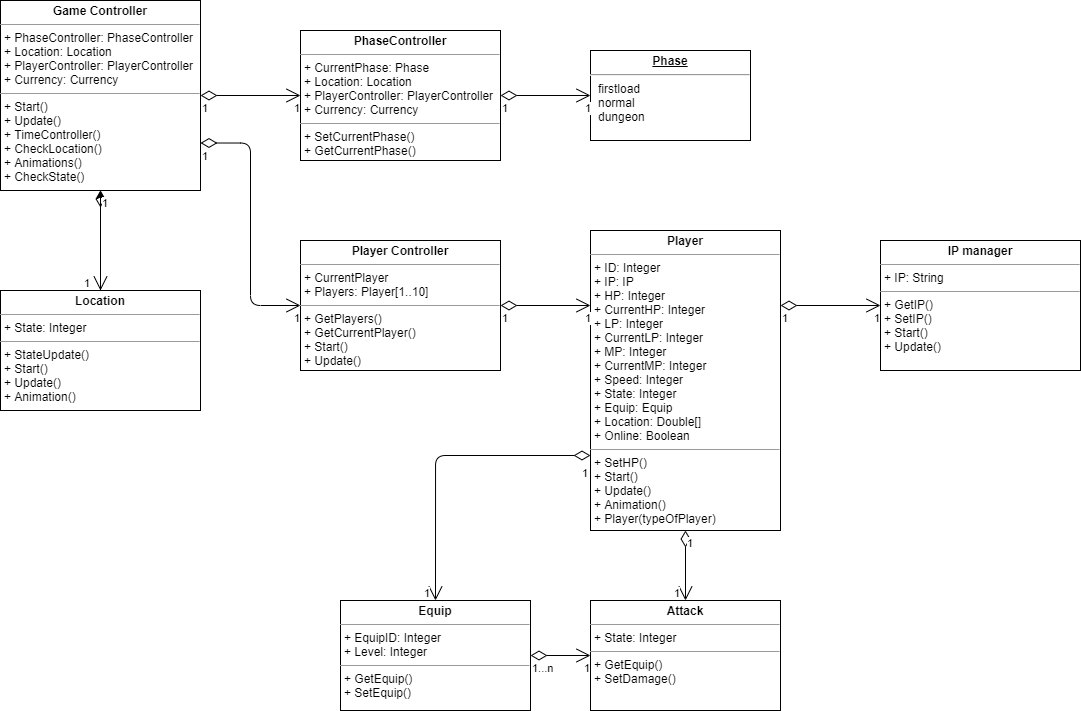 Game Controller
+ PhaseController: PhaseController
+ Location: Location
+ PlayerController: PlayerController
+ Currency: Currency
+ Start()
+ Update()
+ TimeController()
+ CheckLocation()
+ Animations()
+ CheckState()
1
1
1
1
PhaseController
+ CurrentPhase: Phase
+ Location: Location
+ PlayerController: PlayerController
+ Currency: Currency
+ SetCurrentPhase()
+ GetCurrentPhase()
1
1
Phase
firstload
normal
dungeon
1
Location
+ State: Integer
+ StateUpdate()
+ Start()
+ Update()
+ Animation()
1
Player Controller
+ CurrentPlayer
+ Players: Player[1..10]
+ GetPlayers()
+ GetCurrentPlayer()
+ Start()
+ Update()
1
1
Player
+ ID: Integer
+ IP: IP
+ HP: Integer
+ CurrentHP: Integer
+ LP: Integer
+ CurrentLP: Integer
+ MP: Integer
+ CurrentMP: Integer
+ Speed: Integer
+ State: Integer
+ Equip: Equip
+ Location: Double[]
+ Online: Boolean
+ SetHP()
+ Start()
+ Update()
+ Animation()
+ Player(typeOfPlayer)
1
1
IP manager
+ IP: String
+ GetIP()
+ SetIP()
+ Start()
+ Update()
1
1
1
1
Equip
+ EquipID: Integer
+ Level: Integer
+ GetEquip()
+ SetEquip()
1...n
1
Attack
+ State: Integer
+ GetEquip()
+ SetDamage()